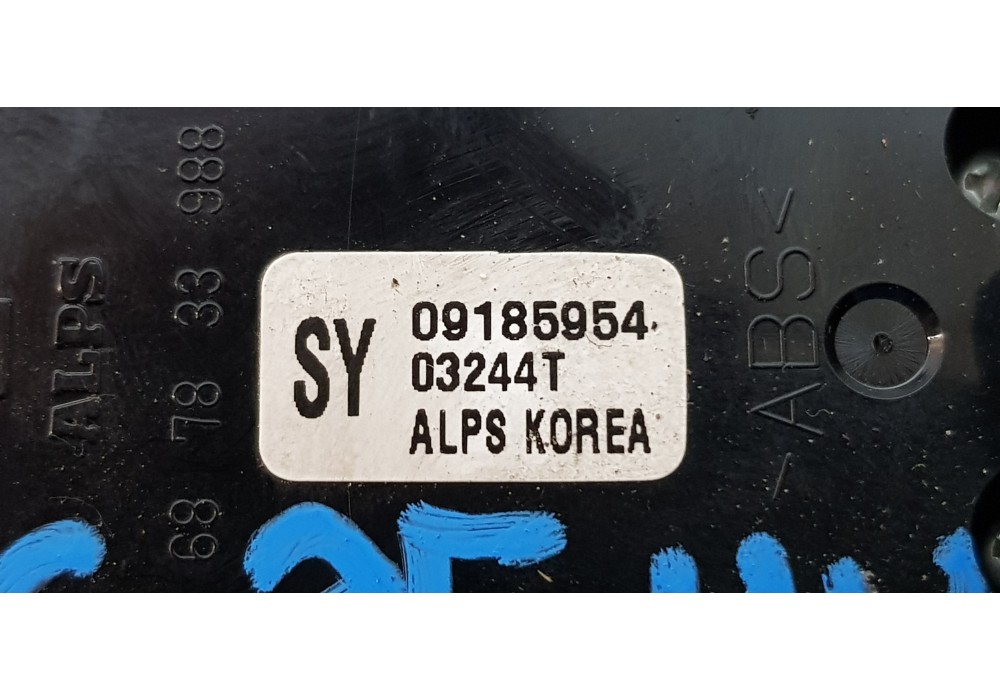 SY
09185954
03244T
ALPS KOREA
ALPS
68 78 33 988
>ABS<